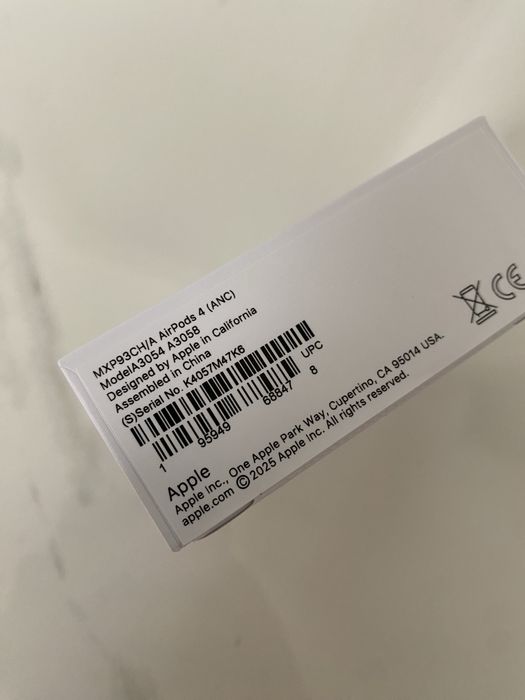 MXP93CH/A AirPods 4 (ANC)
ModelA3054 A3058
Designed by Apple in California
Assembled in China
(S)Serial No. K4057M47K6
UPC
1 95949 68847 8
Apple
Apple inc., One Apple Park Way, Cupertino, CA 95014 USA.
apple.com ©2025 Apple inc. All rights reserved.
CE